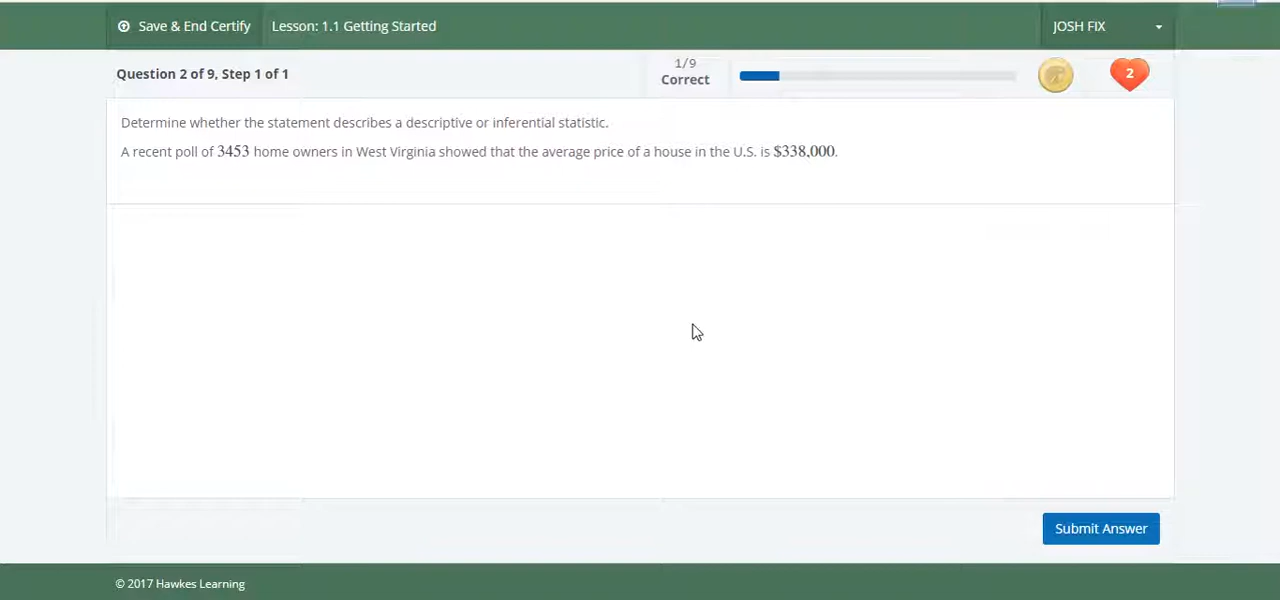 Save & End Certify
Lesson: 1.1 Getting Started
JOSH FIX
Question 2 of 9, Step 1 of 1
1/9
Correct
2
Determine whether the statement describes a descriptive or inferential statistic.
A recent poll of 3453 home owners in West Virginia showed that the average price of a house in the U.S. is $338,000.
Submit Answer
© 2017 Hawkes Learning